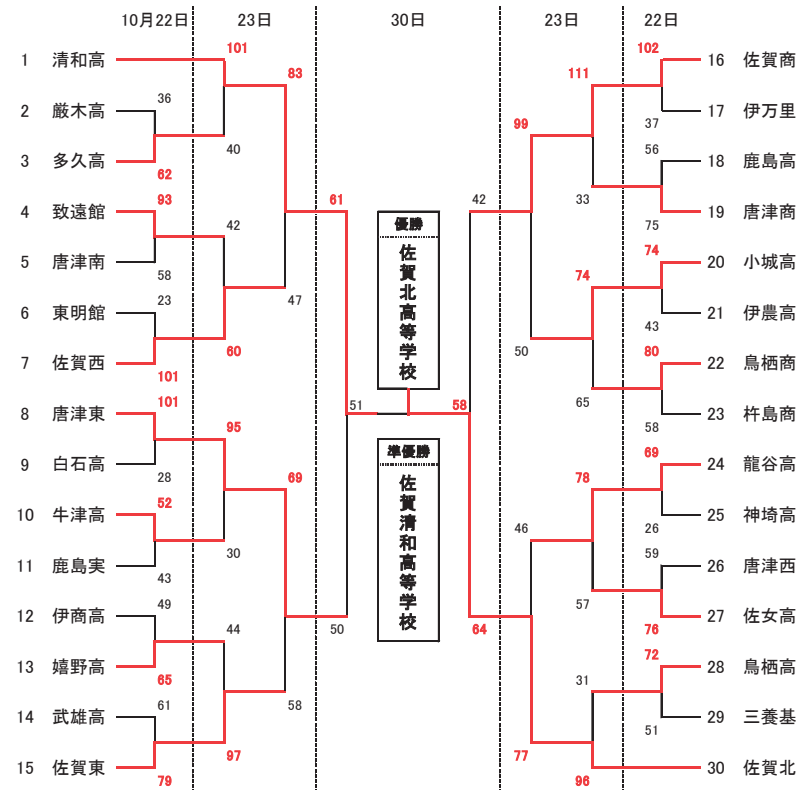 10月22日 23日 30日 23日 22日
1 清和高
2 厳木高
3 多久高
4 致遠館
5 唐津南
6 東明館
7 佐賀西
8 唐津東
9 白石高
10 牛津高
11 鹿島実
12 伊商高
13 嬉野高
14 武雄高
15 佐賀東
36
62
93
58
23
101
101
28
52
43
49
65
61
79
101
40
42
60
95
30
44
97
83
47
69
58
61
50
51
優勝
佐賀北高等学校
準優勝
佐賀清和高等学校
58
42
64
99
50
46
77
111
33
74
65
78
57
31
96
102
37
56
75
74
43
80
58
69
26
59
76
72
51
16 佐賀商
17 伊万里
18 鹿島高
19 唐津商
20 小城高
21 伊農高
22 鳥栖商
23 杵島商
24 龍谷高
25 神埼高
26 唐津西
27 佐女高
28 鳥栖高
29 三養基
30 佐賀北